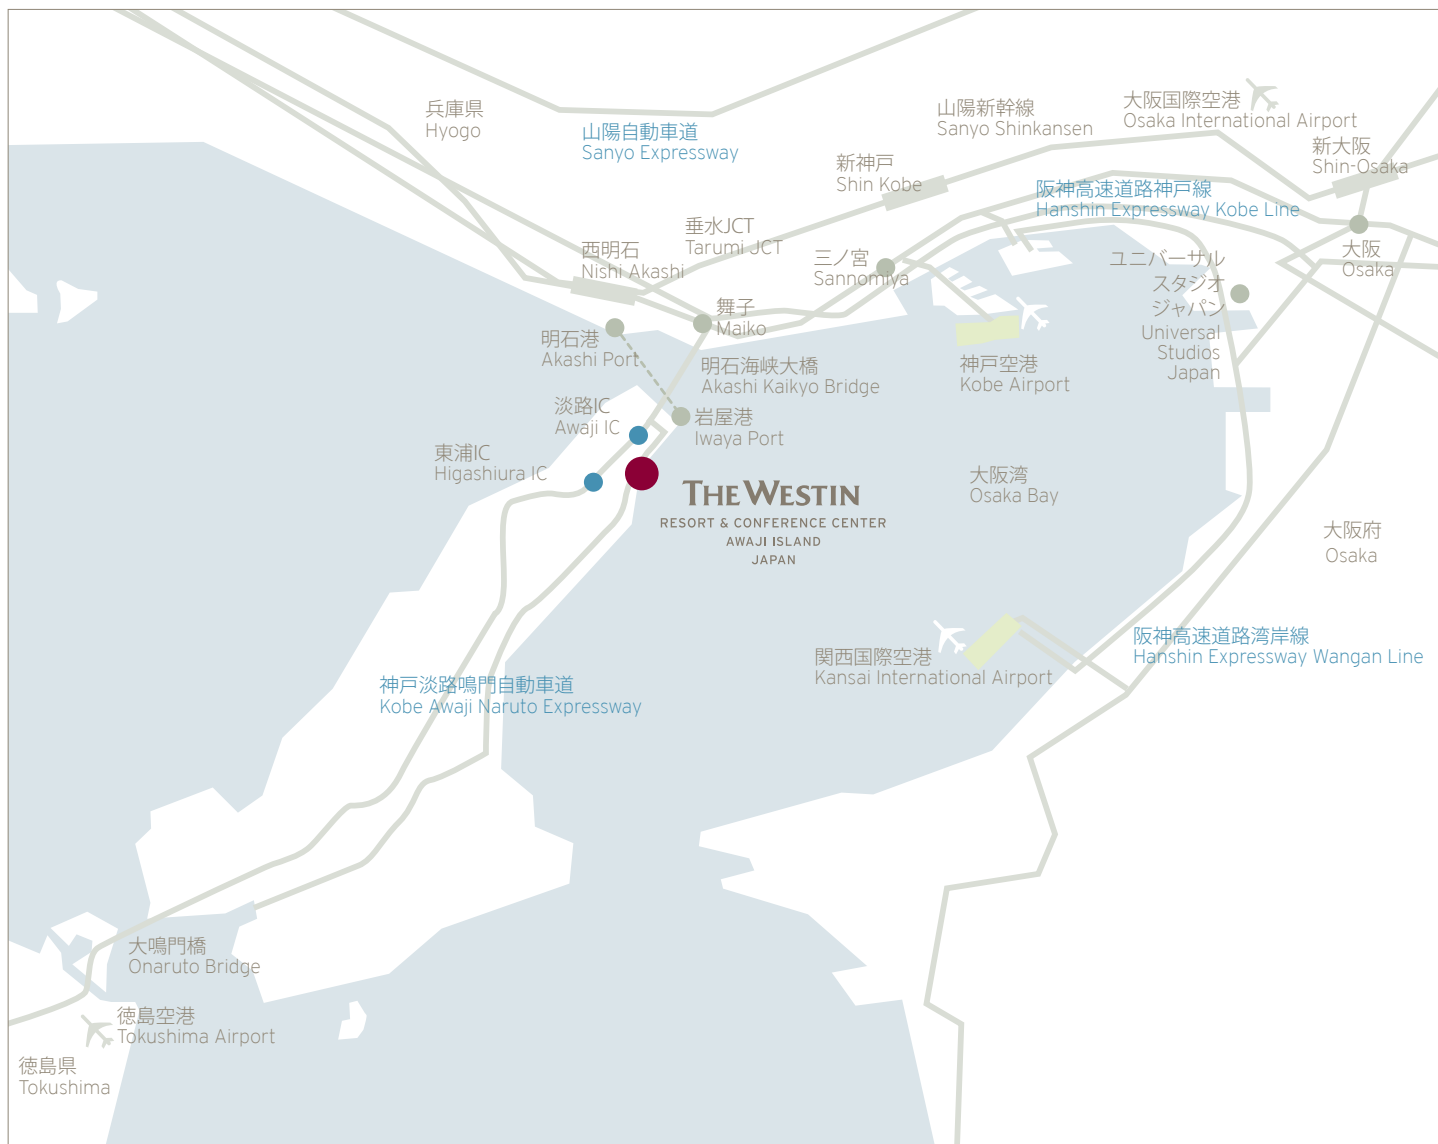 兵庫県
Hyogo
山陽自動車道
Sanyo Expressway
山陽新幹線
Sanyo Shinkansen
大阪国際空港
Osaka International Airport
新大阪
Shin-Osaka
新神戸
Shin Kobe
阪神高速道路神戸線
Hanshin Expressway Kobe Line
垂水JCT
Tarumi JCT
西明石
Nishi Akashi
三ノ宮
Sannomiya
大阪
Osaka
ユニバーサル
スタジオ
ジャパン
Universal
Studios
Japan
舞子
Maiko
明石港
Akashi Port
明石海峡大橋
Akashi Kaikyo Bridge
神戸空港
Kobe Airport
淡路IC
Awaji IC
岩屋港
Iwaya Port
東浦IC
Higashiura IC
THE WESTIN
RESORT & CONFERENCE CENTER
AWAJI ISLAND
JAPAN
大阪湾
Osaka Bay
大阪府
Osaka
関西国際空港
Kansai International Airport
阪神高速道路湾岸線
Hanshin Expressway Wangan Line
神戸淡路鳴門自動車道
Kobe Awaji Naruto Expressway
大鳴門橋
Onaruto Bridge
徳島空港
Tokushima Airport
徳島県
Tokushima